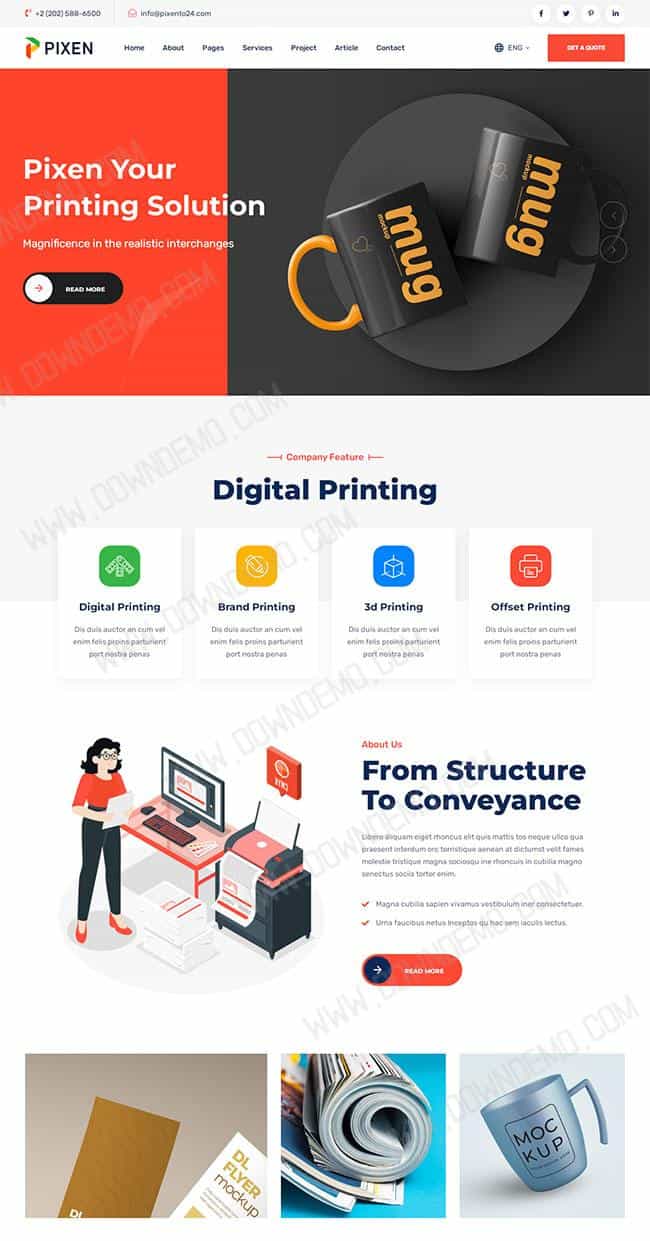 +2 (202) 588-6500
info@pixento24.com
PIXEN
Home About Pages Services Project Article Contact
ENG
GET A QUOTE
Pixen Your
Printing Solution
Magnificence in the realistic interchanges
READ MORE
mockup
mug
mockup
mug
Company Feature
Digital Printing
Digital Printing
Dis duis auctor an cum vel
enim felis proins parturient
port nostra penas
Brand Printing
Dis duis auctor an cum vel
enim felis proins parturient
port nostra penas
3d Printing
Dis duis auctor an cum vel
enim felis proins parturient
port nostra penas
Offset Printing
Dis duis auctor an cum vel
enim felis proins parturient
port nostra penas
About Us
From Structure
To Conveyance
Libero aliquam eget rhoncus elit quis mattis tos neque ullco qua
praesent interdum orc torristique aenean at dictumst velit fames
molestie tristique magna sociosqu ine rhoncuis in cubilia magno
senectus sociis tortor enim.
Magna cubilia sapien vivamus vestibulum iner consectetuer.
Urna faucibus netus Inceptos qu hac sem iaculis lectus.
READ MORE
DL
FLYER
mockup
MOC
KUP
WWW.DOWNDEMO.COM